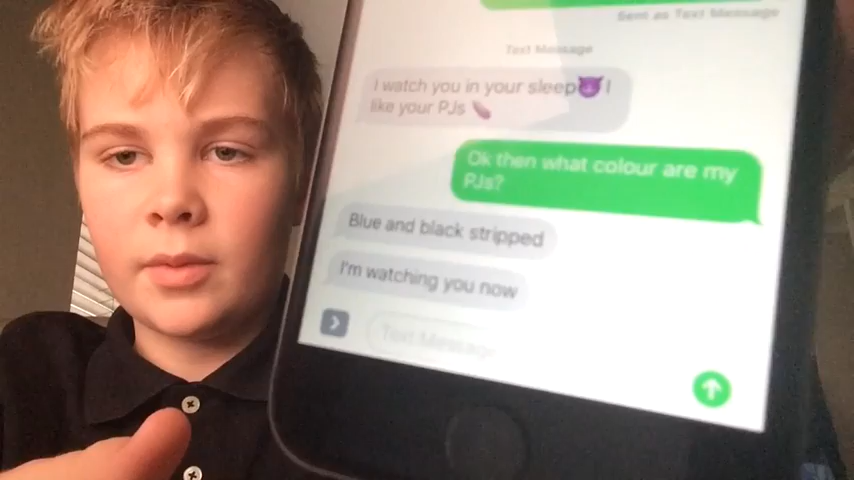 Sent as Text Message
Text Message
I watch you in your sleep😈 I
like your PJs 🍆
Ok then what colour are my
PJs?
Blue and black stripped
I'm watching you now
Text Message